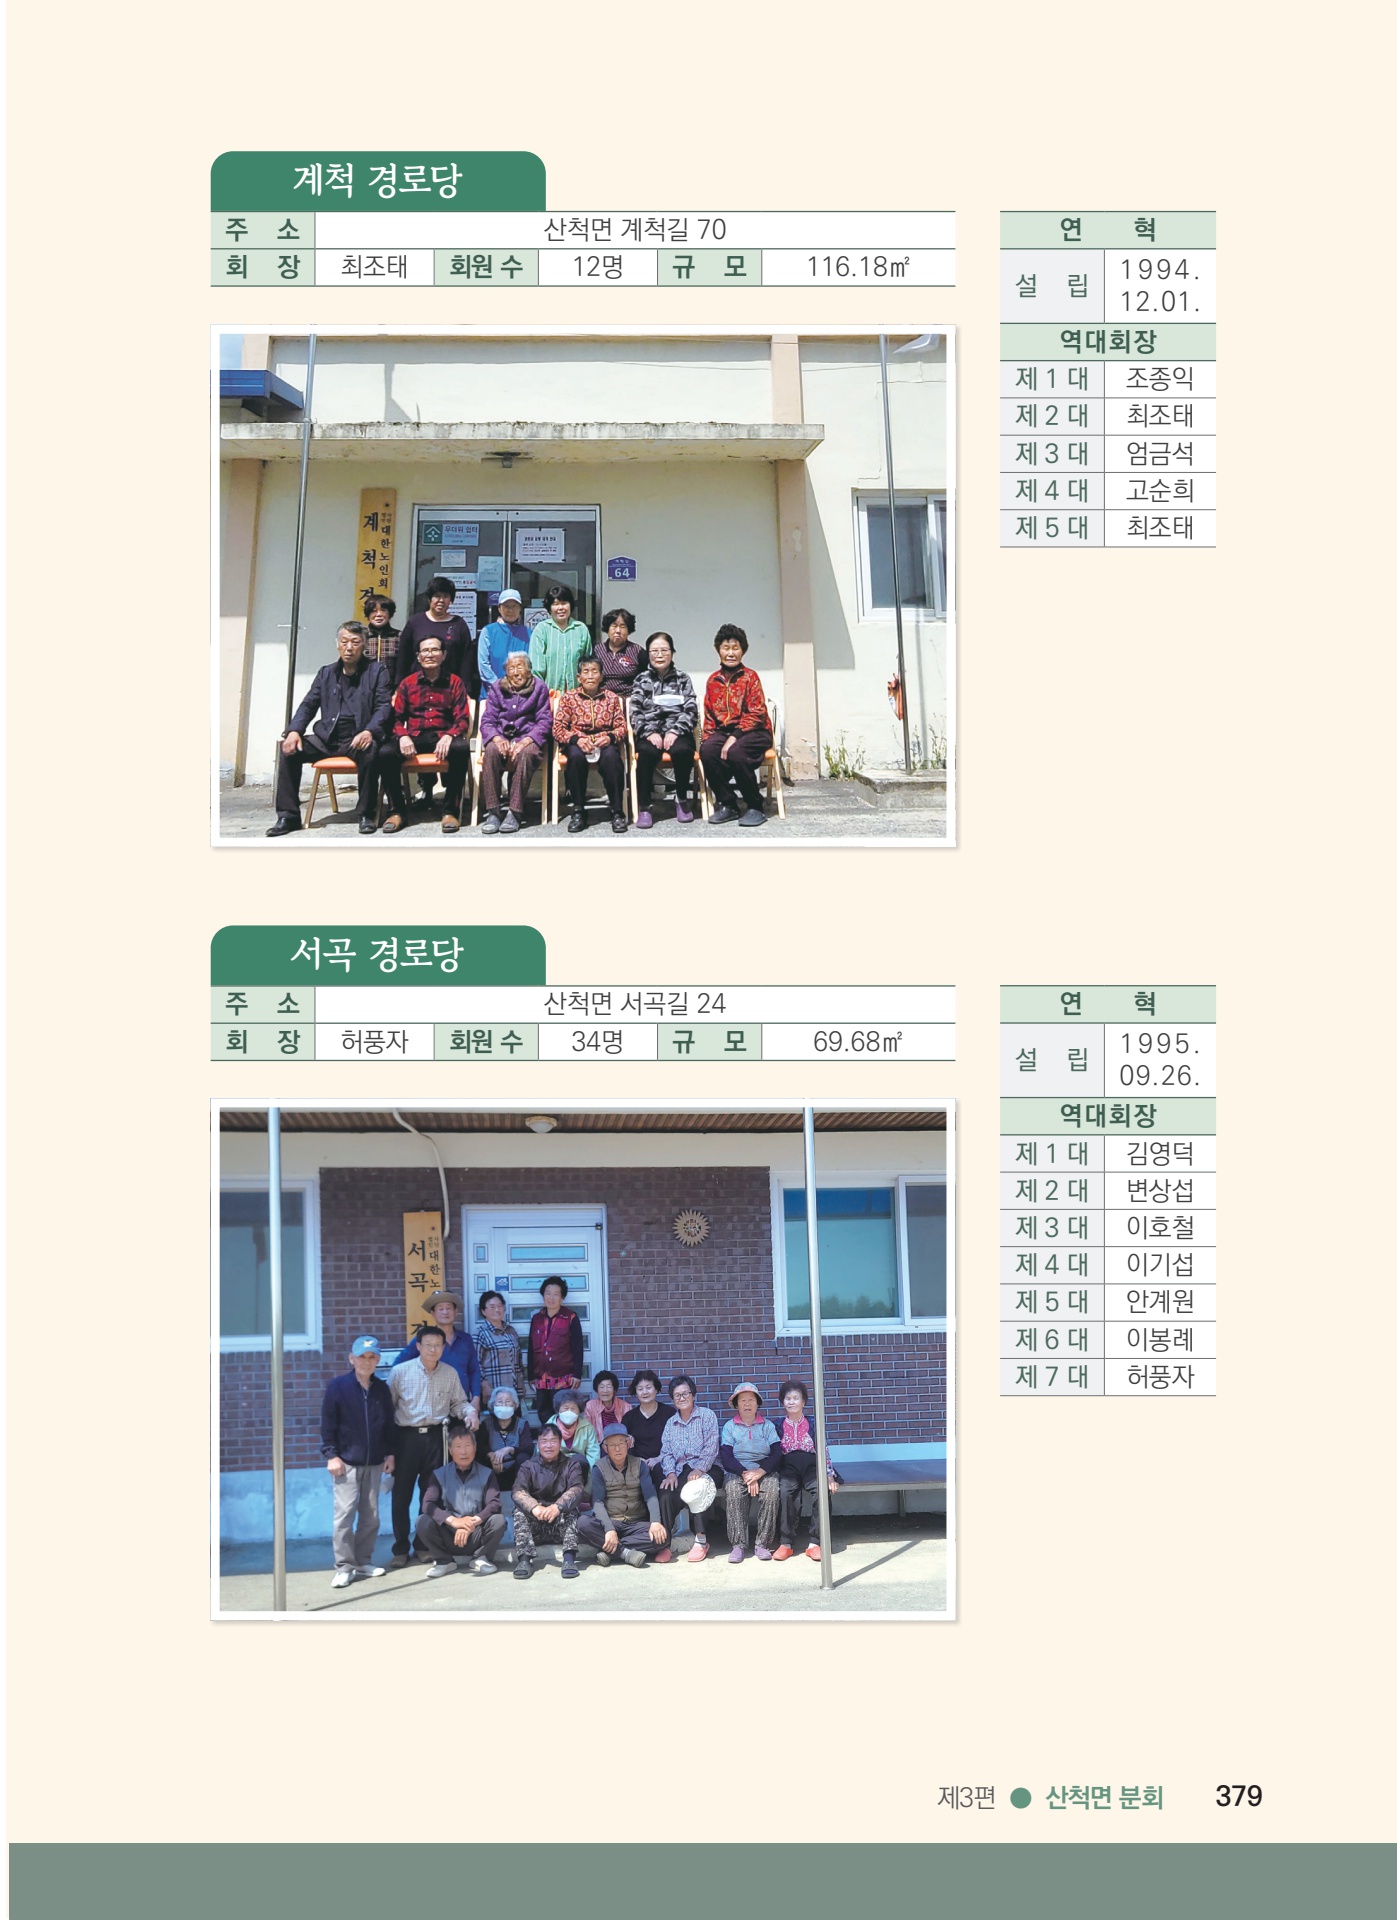 계척 경로당
주 소 산척면 계척길 70
회 장 최조태 회원 수 12명 규 모 116.18㎡
연 혁
설 립 1994. 12.01.
역대회장
제 1 대 조종익
제 2 대 최조태
제 3 대 엄금석
제 4 대 고순희
제 5 대 최조태
계척경
대한노인회
무더위 쉼터
64
서곡 경로당
주 소 산척면 서곡길 24
회 장 허풍자 회원 수 34명 규 모 69.68㎡
연 혁
설 립 1995. 09.26.
역대회장
제 1 대 김영덕
제 2 대 변상섭
제 3 대 이호철
제 4 대 이기섭
제 5 대 안계원
제 6 대 이봉례
제 7 대 허풍자
서곡
대한노
제3편 ● 산척면 분회 379